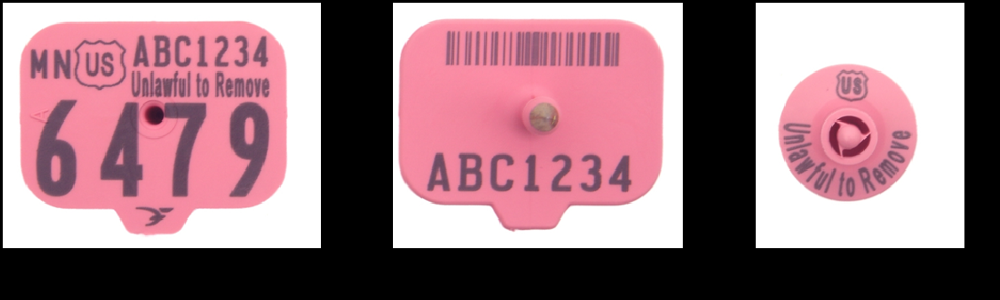 MN US ABC1234
Unlawful to Remove
6479
ABC1234
US
Unlawful to Remove